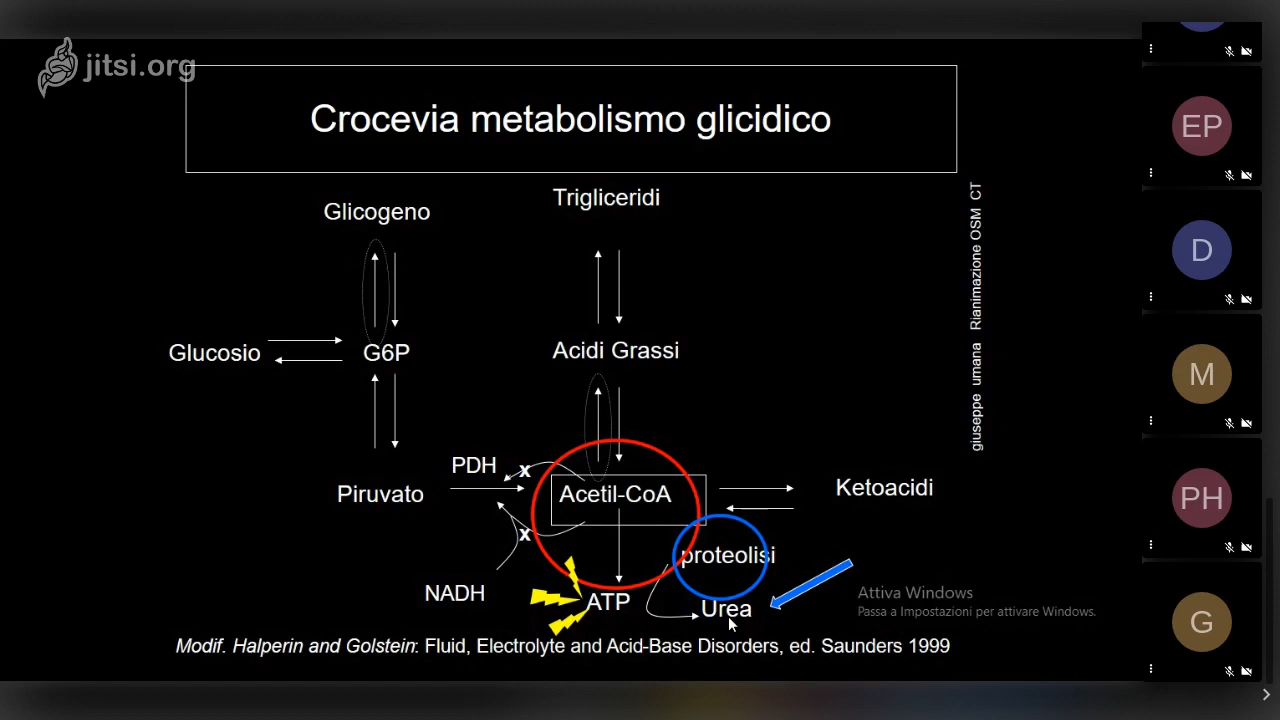 jitsi.org
Crocevia metabolismo glicidico
Glicogeno
Trigliceridi
giuseppe umana Rianimazione OSM CT
Glucosio
G6P
Acidi Grassi
PDH
x
Piruvato
Acetil-CoA
Ketoacidi
x
proteolisi
NADH
ATP
Urea
Modif. Halperin and Golstein: Fluid, Electrolyte and Acid-Base Disorders, ed. Saunders 1999
Attiva Windows
Passa a Impostazioni per attivare Windows.
EP
D
M
PH
G